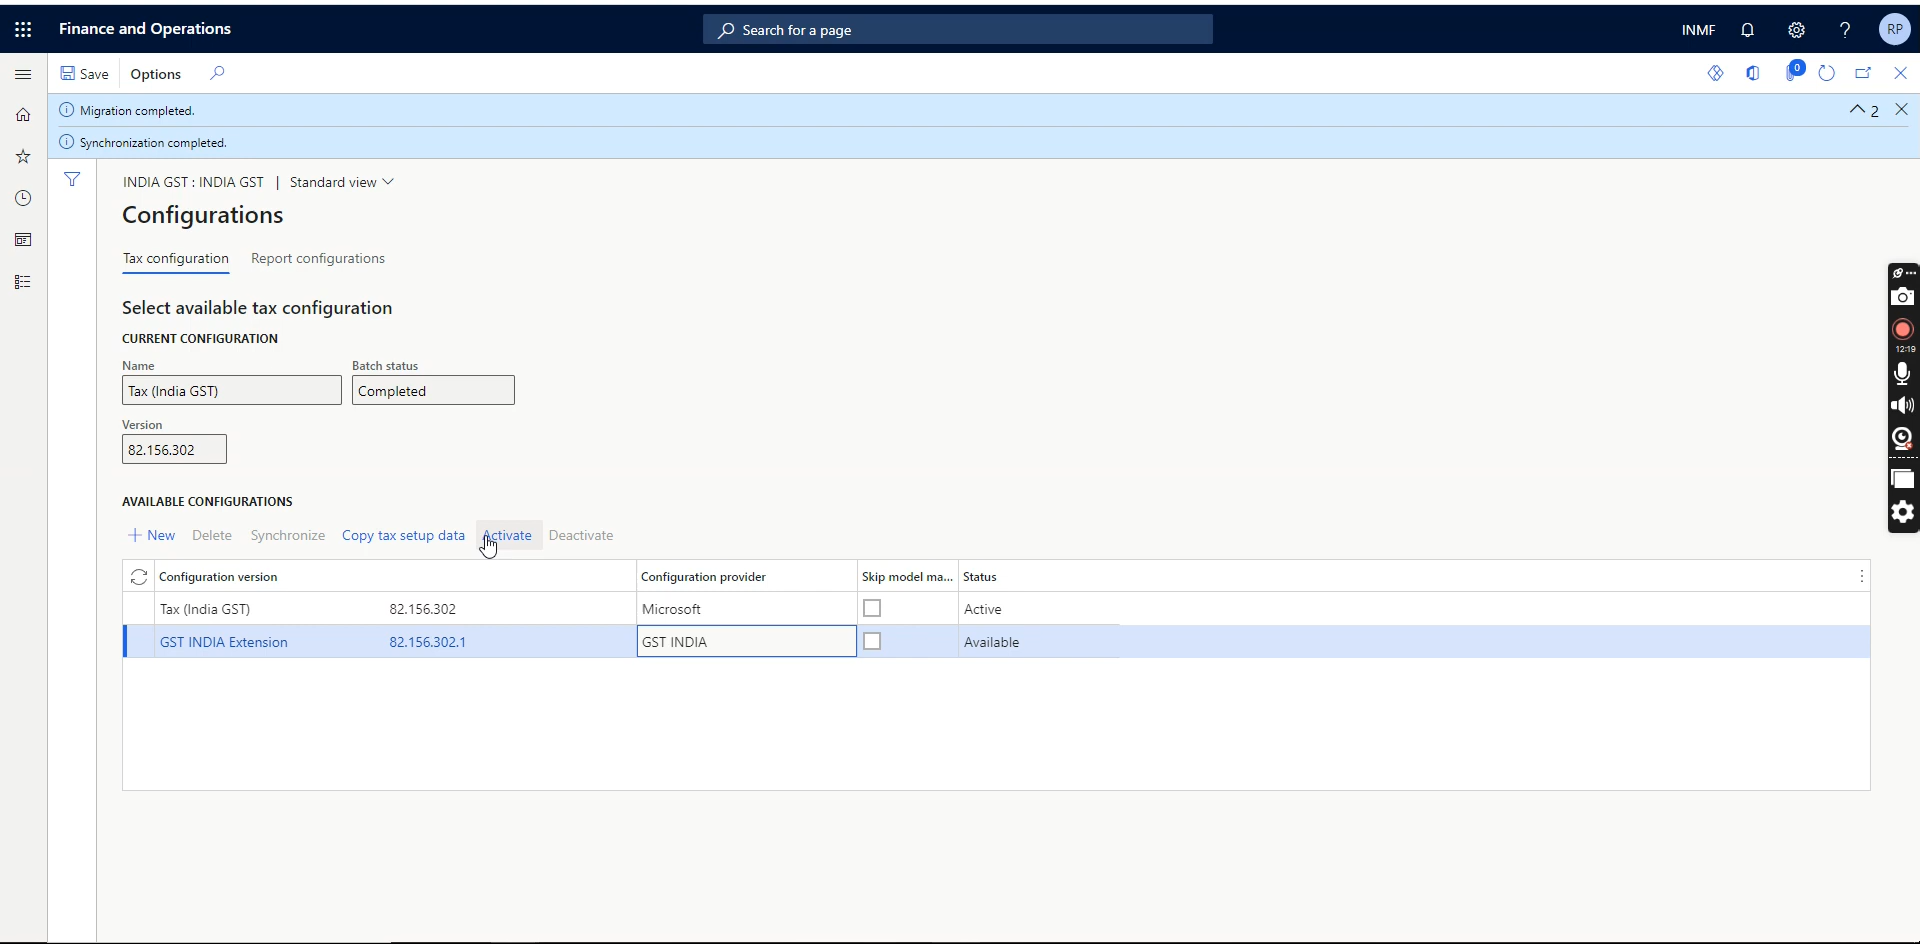 Finance and Operations
Search for a page
INMF
?
RP
Save
Options
0
Migration completed.
2
Synchronization completed.
INDIA GST : INDIA GST | Standard view
Configurations
Tax configuration
Report configurations
Select available tax configuration
CURRENT CONFIGURATION
Name
Batch status
Tax (India GST)
Completed
Version
82.156.302
12:19
AVAILABLE CONFIGURATIONS
New
Delete
Synchronize
Copy tax setup data
Activate
Deactivate
Configuration version
Configuration provider
Skip model ma...
Status
Tax (India GST)
82.156.302
Microsoft
Active
GST INDIA Extension
82.156.302.1
GST INDIA
Available